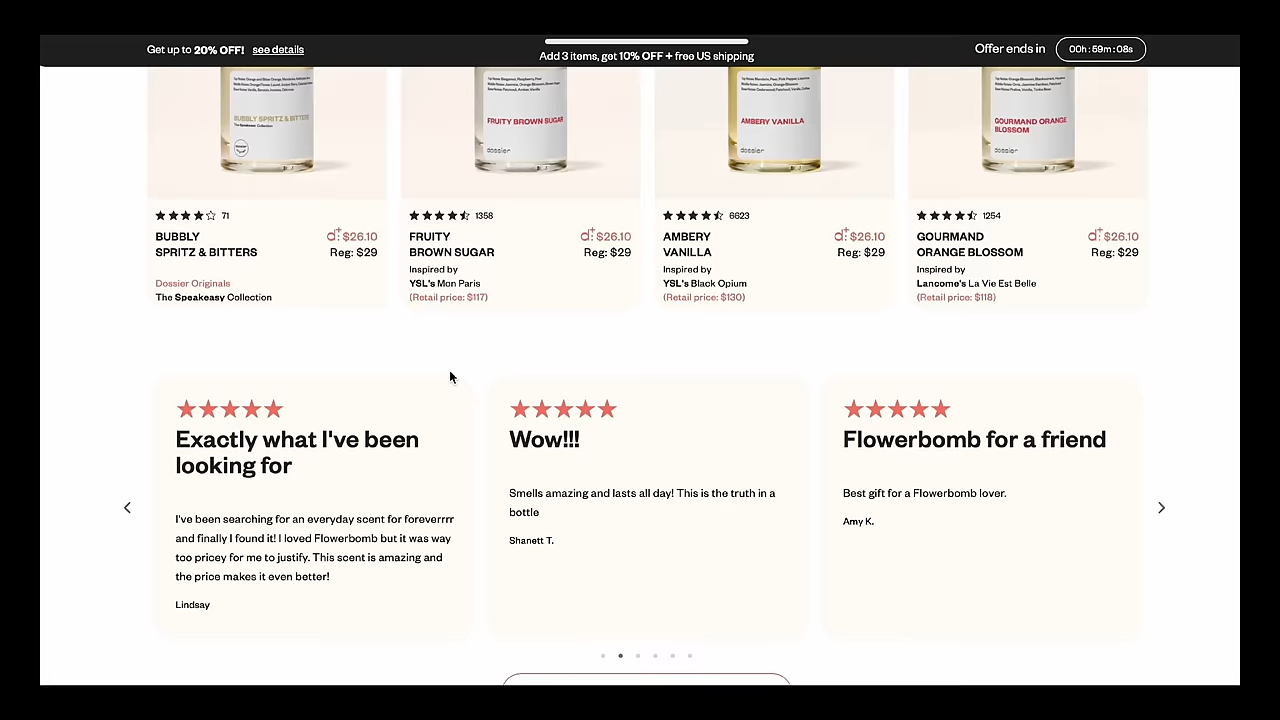 Get up to 20% OFF! see details
Add 3 items, get 10% OFF + free US shipping
Offer ends in 00h : 59m : 08s
BUBBLY SPRITZ & BITTERS
The Speakeasy Collection
FRUITY BROWN SUGAR
dossier
AMBERY VANILLA
dossier
GOURMAND ORANGE
BLOSSOM
dossier
71
BUBBLY
SPRITZ & BITTERS
d+ $26.10
Reg: $29
Dossier Originals
The Speakeasy Collection
1358
FRUITY
BROWN SUGAR
d+ $26.10
Reg: $29
Inspired by
YSL's Mon Paris
(Retail price: $117)
6623
AMBERY
VANILLA
d+ $26.10
Reg: $29
Inspired by
YSL's Black Opium
(Retail price: $130)
1254
GOURMAND
ORANGE BLOSSOM
d+ $26.10
Reg: $29
Inspired by
Lancome's La Vie Est Belle
(Retail price: $118)
Exactly what I've been
looking for
I've been searching for an everyday scent for foreverrrr
and finally I found it! I loved Flowerbomb but it was way
too pricey for me to justify. This scent is amazing and
the price makes it even better!
Lindsay
Wow!!!
Smells amazing and lasts all day! This is the truth in a
bottle
Shanett T.
Flowerbomb for a friend
Best gift for a Flowerbomb lover.
Amy K.